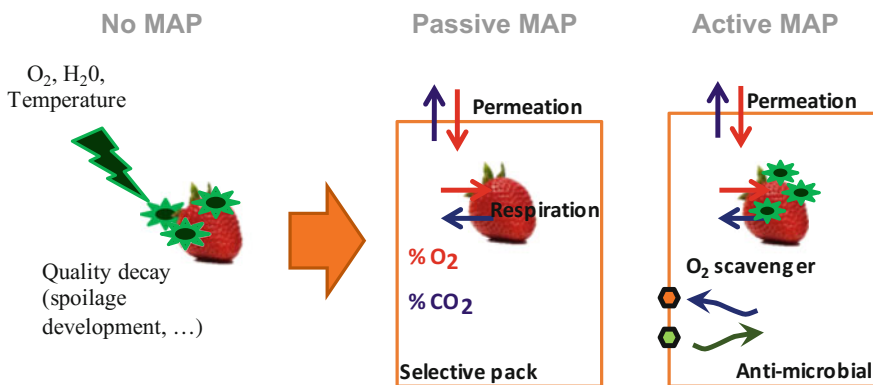 No MAP
O2, H20,
Temperature
Quality decay
(spoilage
development, …)
Passive MAP
Permeation
Respiration
% O2
% CO2
Selective pack
Active MAP
Permeation
O2 scavenger
Anti-microbial